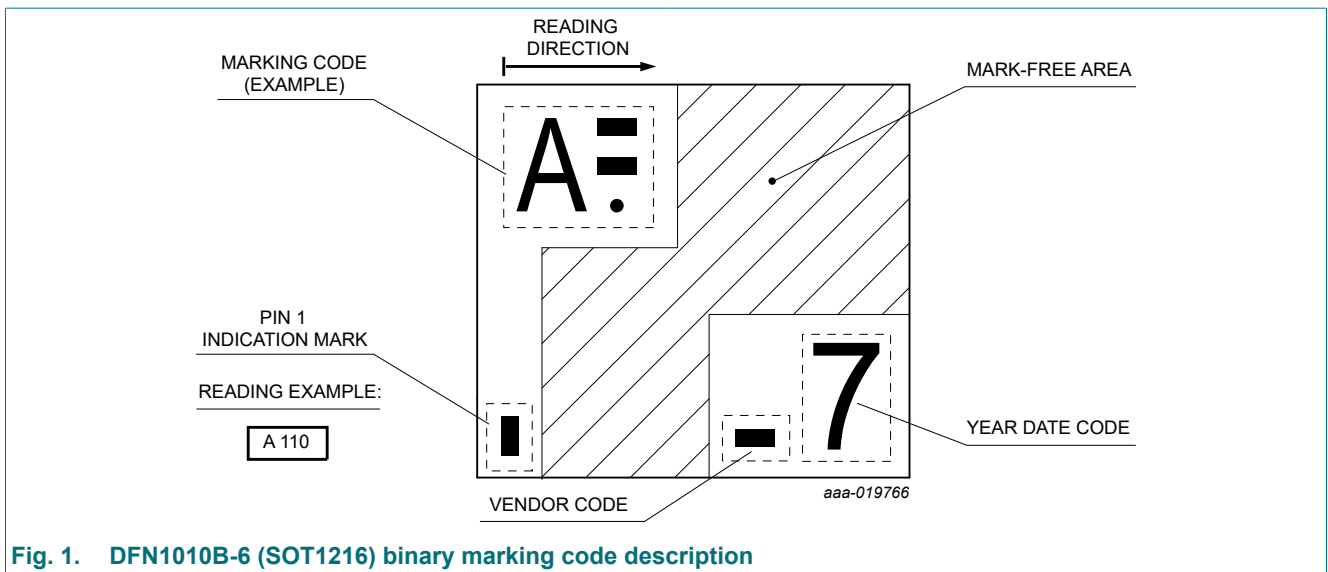 READING
DIRECTION
MARKING CODE
(EXAMPLE)
MARK-FREE AREA
A
PIN 1
INDICATION MARK
READING EXAMPLE:
A 110
7
YEAR DATE CODE
VENDOR CODE
aaa-019766
Fig. 1. DFN1010B-6 (SOT1216) binary marking code description